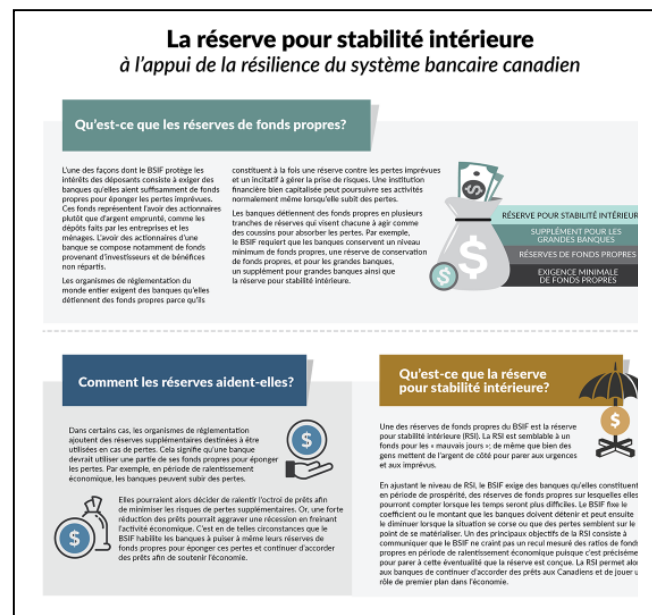 La réserve pour stabilité intérieure
à l'appui de la résilience du système bancaire canadien
Qu'est-ce que les réserves de fonds propres?
L'une des façons dont le BSIF protège les
intérêts des déposants consiste à exiger des
banques qu'elles aient suffisamment de fonds
propres pour éponger les pertes imprévues.
Ces fonds représentent l'avoir des actionnaires
plutôt que d'argent emprunté, comme les
dépôts faits par les entreprises et les
ménages. L'avoir des actionnaires d'une
banque se compose notamment de fonds
provenant d'investisseurs et de bénéfices
non répartis.
Les organismes de réglementation du
monde entier exigent des banques qu'elles
détiennent des fonds propres parce qu'ils
constituent à la fois une réserve contre les pertes imprévues
et un incitatif à gérer la prise de risques. Une institution
financière bien capitalisée peut poursuivre ses activités
normalement même lorsqu'elle subit des pertes.
Les banques détiennent des fonds propres en plusieurs
tranches de réserves qui visent chacune à agir comme
des coussins pour absorber les pertes. Par exemple,
le BSIF requiert que les banques conservent un niveau
minimum de fonds propres, une réserve de conservation
de fonds propres, et pour les grandes banques,
un supplément pour grandes banques ainsi que
la réserve pour stabilité intérieure.
RÉSERVE POUR STABILITÉ INTÉRIEUR
SUPPLÉMENT POUR LES
GRANDES BANQUES
RÉSERVES DE FONDS PROPRES
EXIGENCE MINIMALE
DE FONDS PROPRES
Comment les réserves aident-elles?
Dans certains cas, les organismes de réglementation
ajoutent des réserves supplémentaires destinées à être
utilisées en cas de pertes. Cela signifie qu'une banque
devrait utiliser une partie de ses fonds propres pour éponger
les pertes. Par exemple, en période de ralentissement
économique, les banques peuvent subir des pertes.
Elles pourraient alors décider de ralentir l'octroi de prêts afin
de minimiser les risques de pertes supplémentaires. Or, une forte
réduction des prêts pourrait aggraver une récession en freinant
l'activité économique. C'est en de telles circonstances que le
BSIF habilite les banques à puiser à même leurs réserves de
fonds propres pour éponger ces pertes et continuer d'accorder
des prêts afin de soutenir l'économie.
Qu'est-ce que la réserve
pour stabilité intérieure?
Une des réserves de fonds propres du BSIF est la réserve
pour stabilité intérieure (RSI). La RSI est semblable à un
fonds pour les « mauvais jours »; de même que bien des
gens mettent de l'argent de côté pour parer aux urgences
et aux imprévus.
En ajustant le niveau de RSI, le BSIF exige des banques qu'elles constituent
en période de prospérité, des réserves de fonds propres sur lesquelles elles
pourront compter lorsque les temps seront plus difficiles. Le BSIF fixe le
coefficient ou le montant que les banques doivent détenir et peut ensuite
le diminuer lorsque la situation se corse ou que des pertes semblent sur le
point de se matérialiser. Un des principaux objectifs de la RSI consiste à
communiquer que le BSIF ne craint pas un recul mesuré des ratios de fonds
propres en période de ralentissement économique puisque c'est préciséme
pour parer à cette éventualité que la réserve est conçue. La RSI permet alo
aux banques de continuer d'accorder des prêts aux Canadiens et de jouer u
rôle de premier plan dans l'économie.